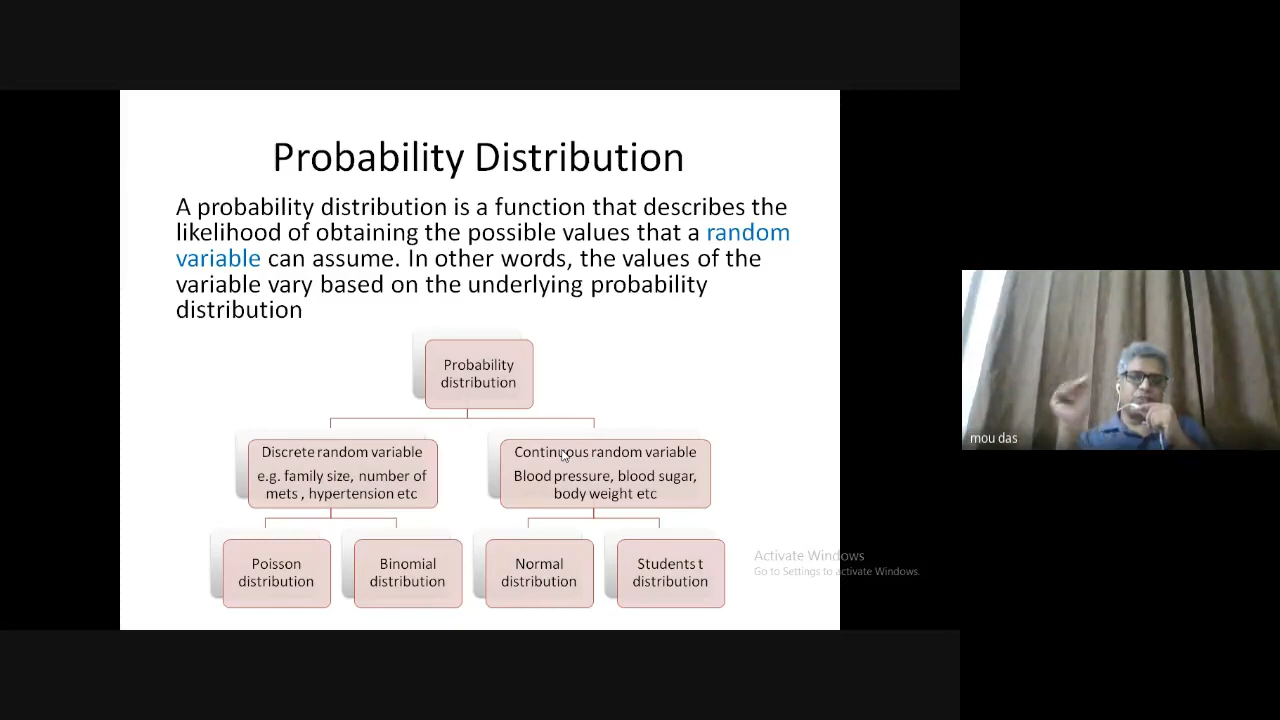 Probability Distribution
A probability distribution is a function that describes the
likelihood of obtaining the possible values that a random
variable can assume. In other words, the values of the
variable vary based on the underlying probability
distribution
Probability
distribution
Discrete random variable
e.g. family size, number of
mets , hypertension etc
Continuous random variable
Blood pressure, blood sugar,
body weight etc
Poisson
distribution
Binomial
distribution
Normal
distribution
Students t
distribution
mou das
Activate Windows
Go to Settings to activate Windows.